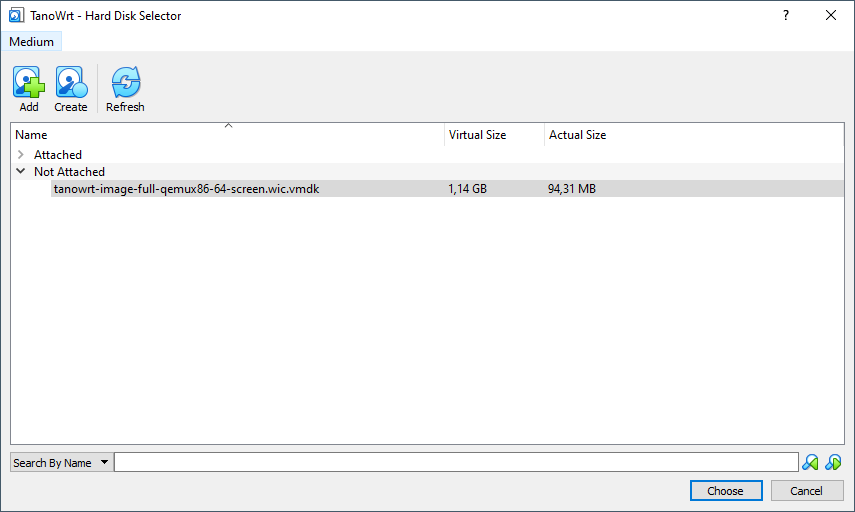 TanoWrt - Hard Disk Selector
?
Medium
Add Create Refresh
Name Virtual Size Actual Size
Attached
Not Attached
tanowrt-image-full-qemux86-64-screen.wic.vmdk 1,14 GB 94,31 MB
Search By Name
Choose Cancel